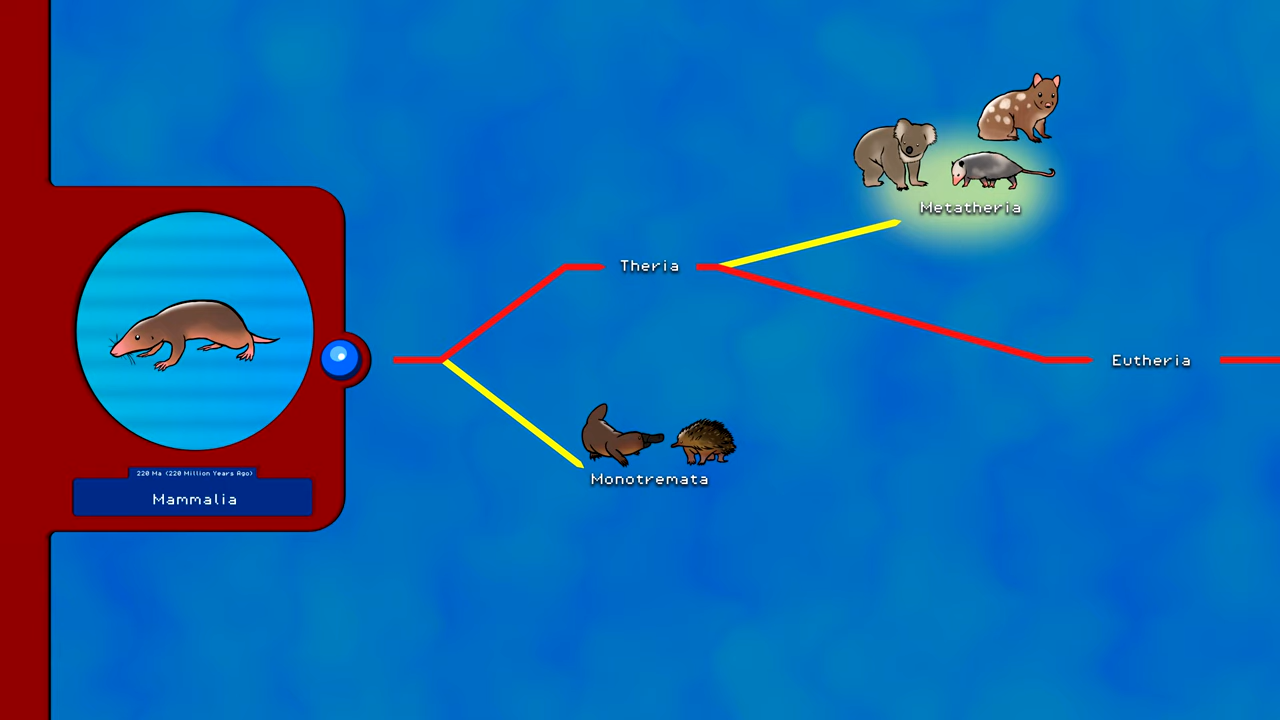 Metatheria
Theria
Eutheria
Monotremata
220 Ma (220 Million Years Ago)
Mammalia